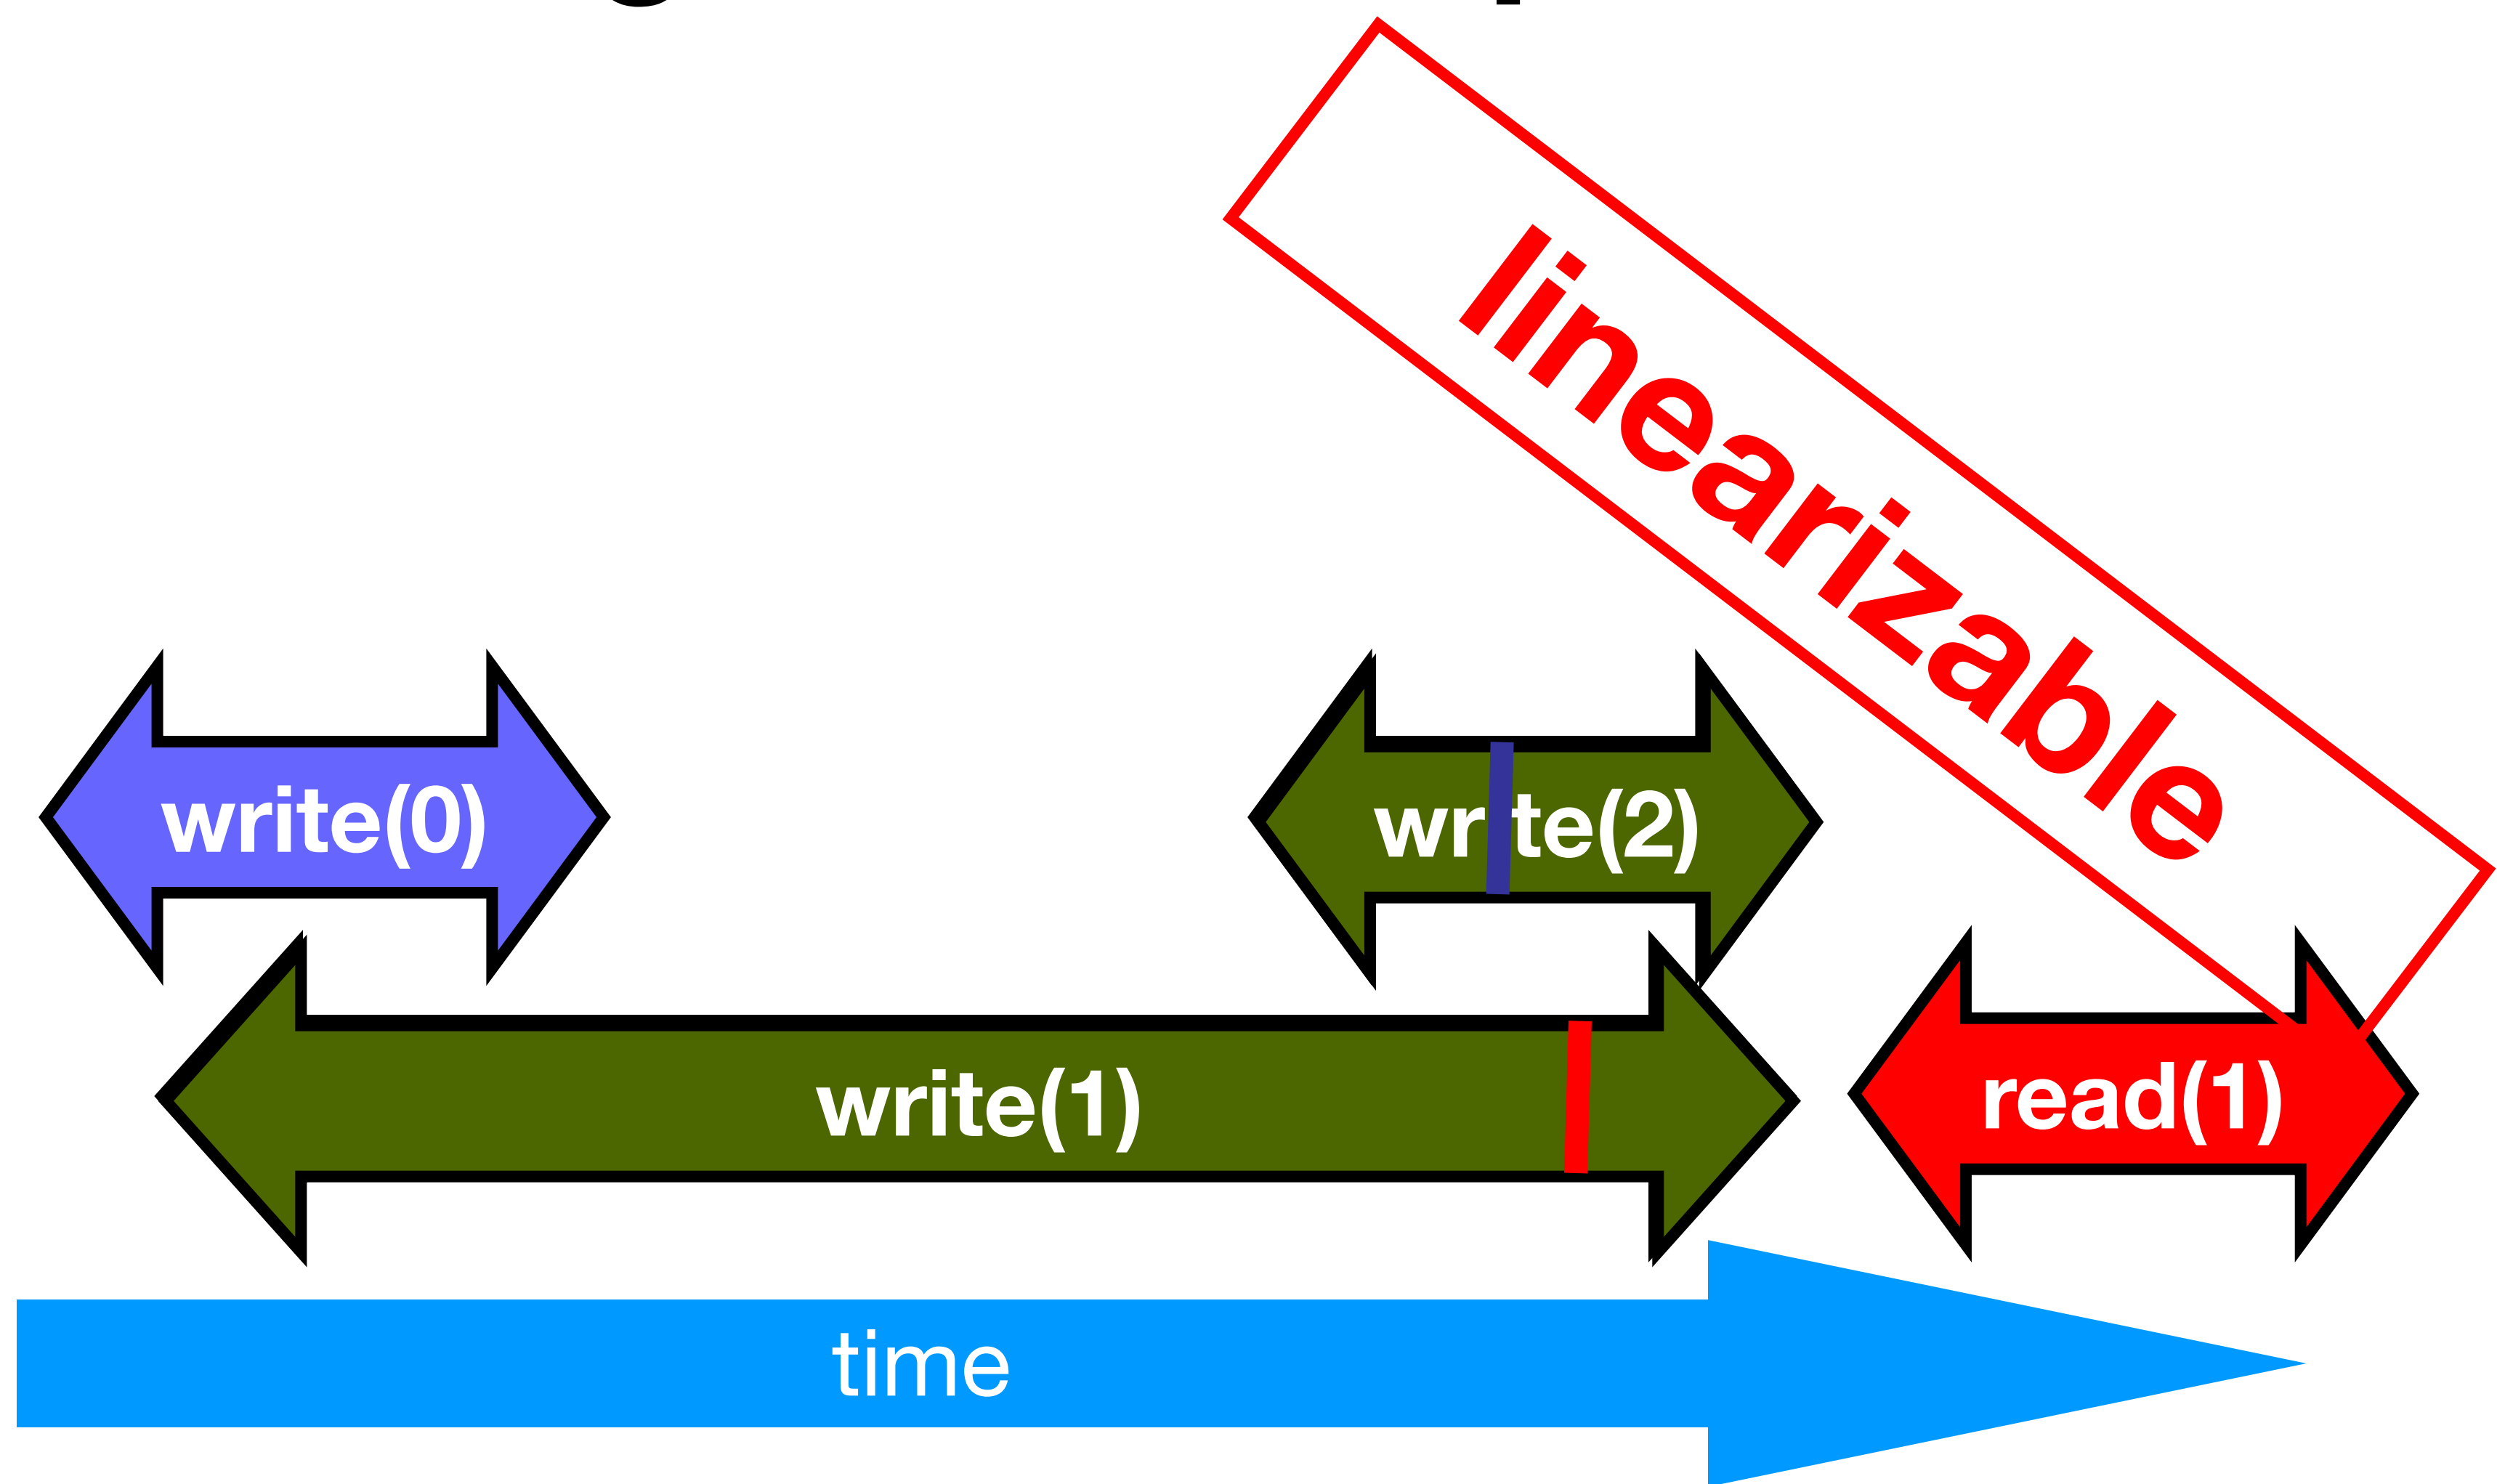 linearizable
write(0)
write(2)
write(1)
read(1)
time